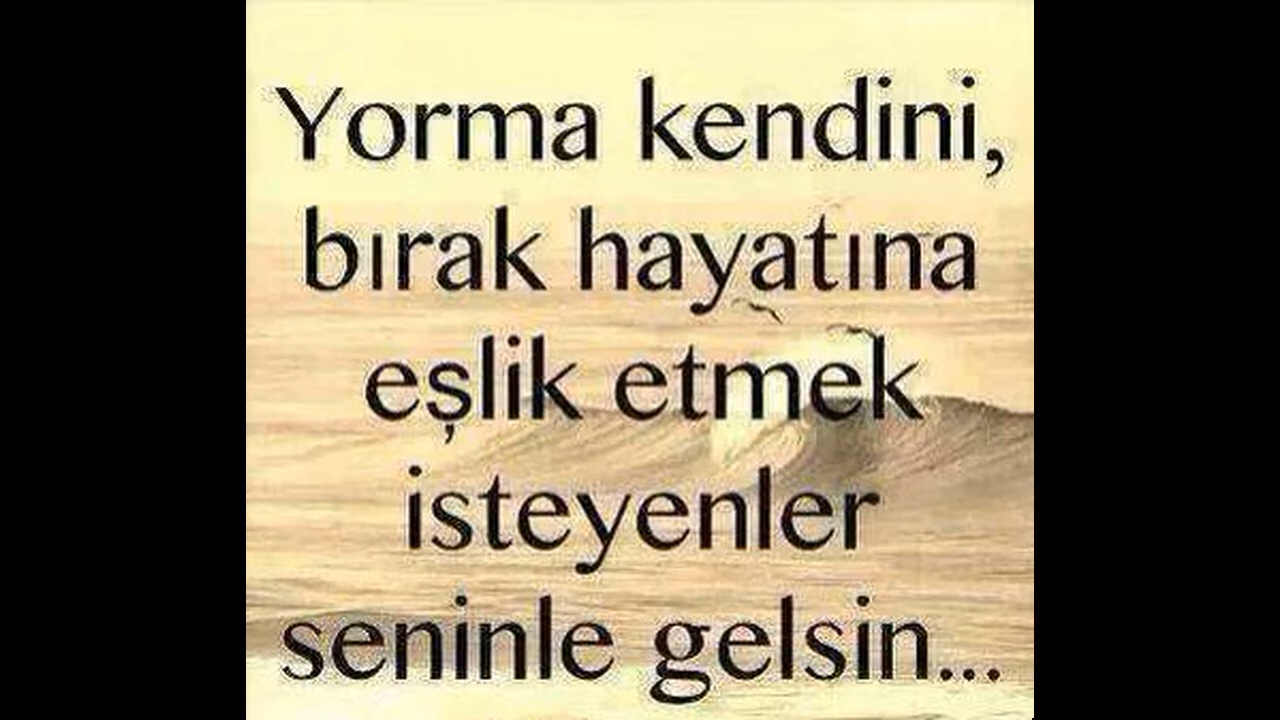 Yorma kendini,
bırak hayatına
eşlik etmek
isteyenler
seninle gelsin...